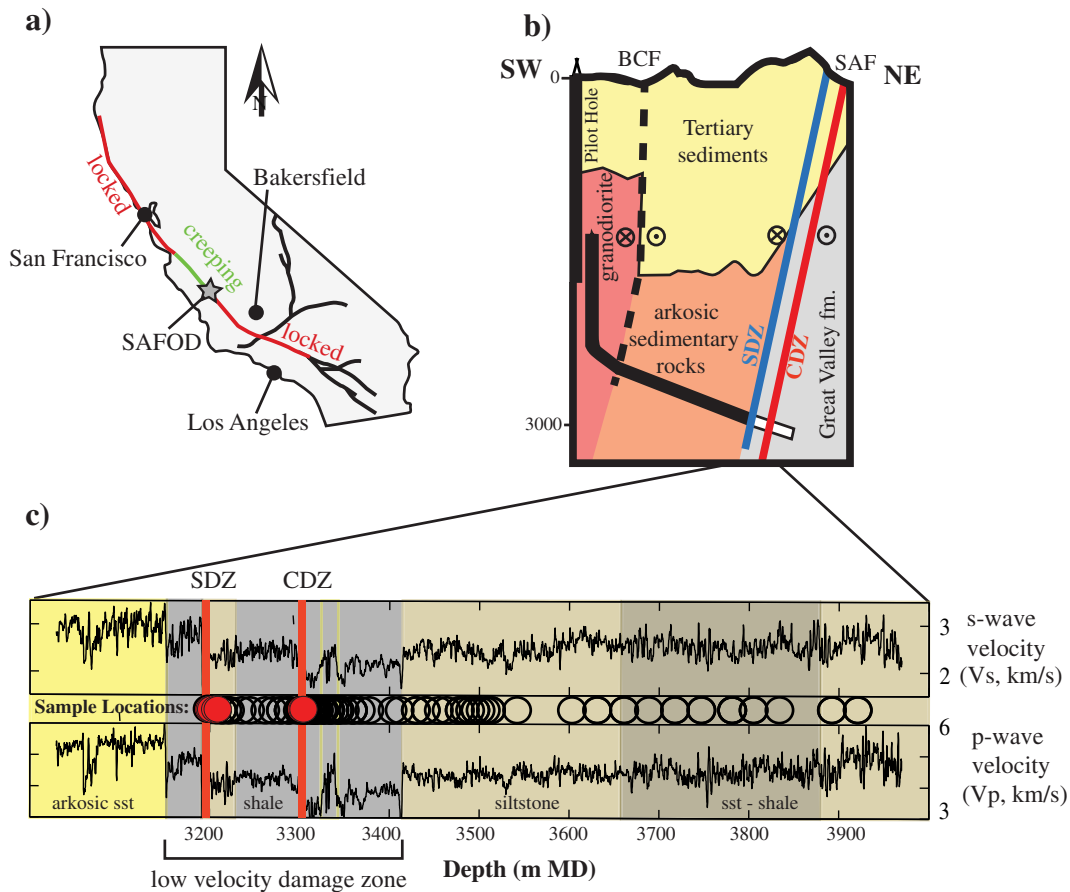 a)
N
locked
Bakersfield
San Francisco
creeping
SAFOD
locked
Los Angeles
b)
BCF
SAF
SW
NE
0
Pilot Hole
Tertiary
sediments
granodiorite
arkosic
sedimentary
rocks
SDZ
CDZ
Great Valley fm.
3000
c)
SDZ
CDZ
3
s-wave
velocity
(Vs, km/s)
2
Sample Locations:
6
p-wave
velocity
(Vp, km/s)
3
arkosic sst
shale
siltstone
sst - shale
3200
3300
3400
3500
3600
3700
3800
3900
Depth (m MD)
low velocity damage zone